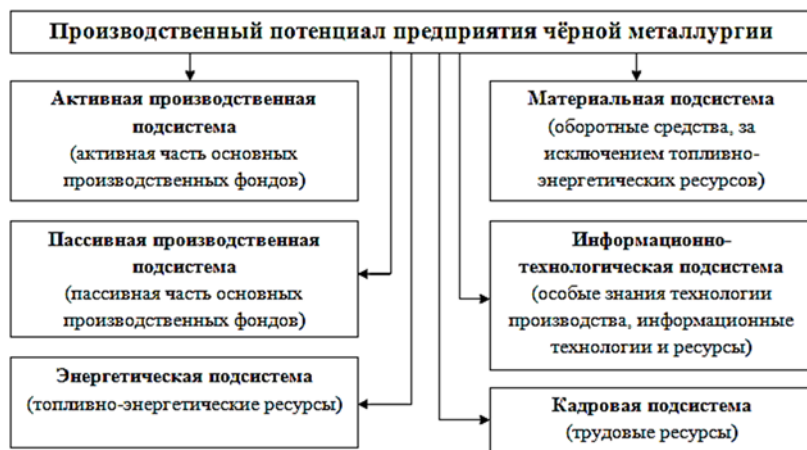 Производственный потенциал предприятия чёрной металлургии
Активная производственная
подсистема
(активная часть основных
производственных фондов)
Пассивная производственная
подсистема
(пассивная часть основных
производственных фондов)
Энергетическая подсистема
(топливно-энергетические ресурсы)
Материальная подсистема
(оборотные средства, за
исключением топливно-
энергетических ресурсов)
Информационно-
технологическая подсистема
(особые знания технологии
производства, информационные
технологии и ресурсы)
Кадровая подсистема
(трудовые ресурсы)